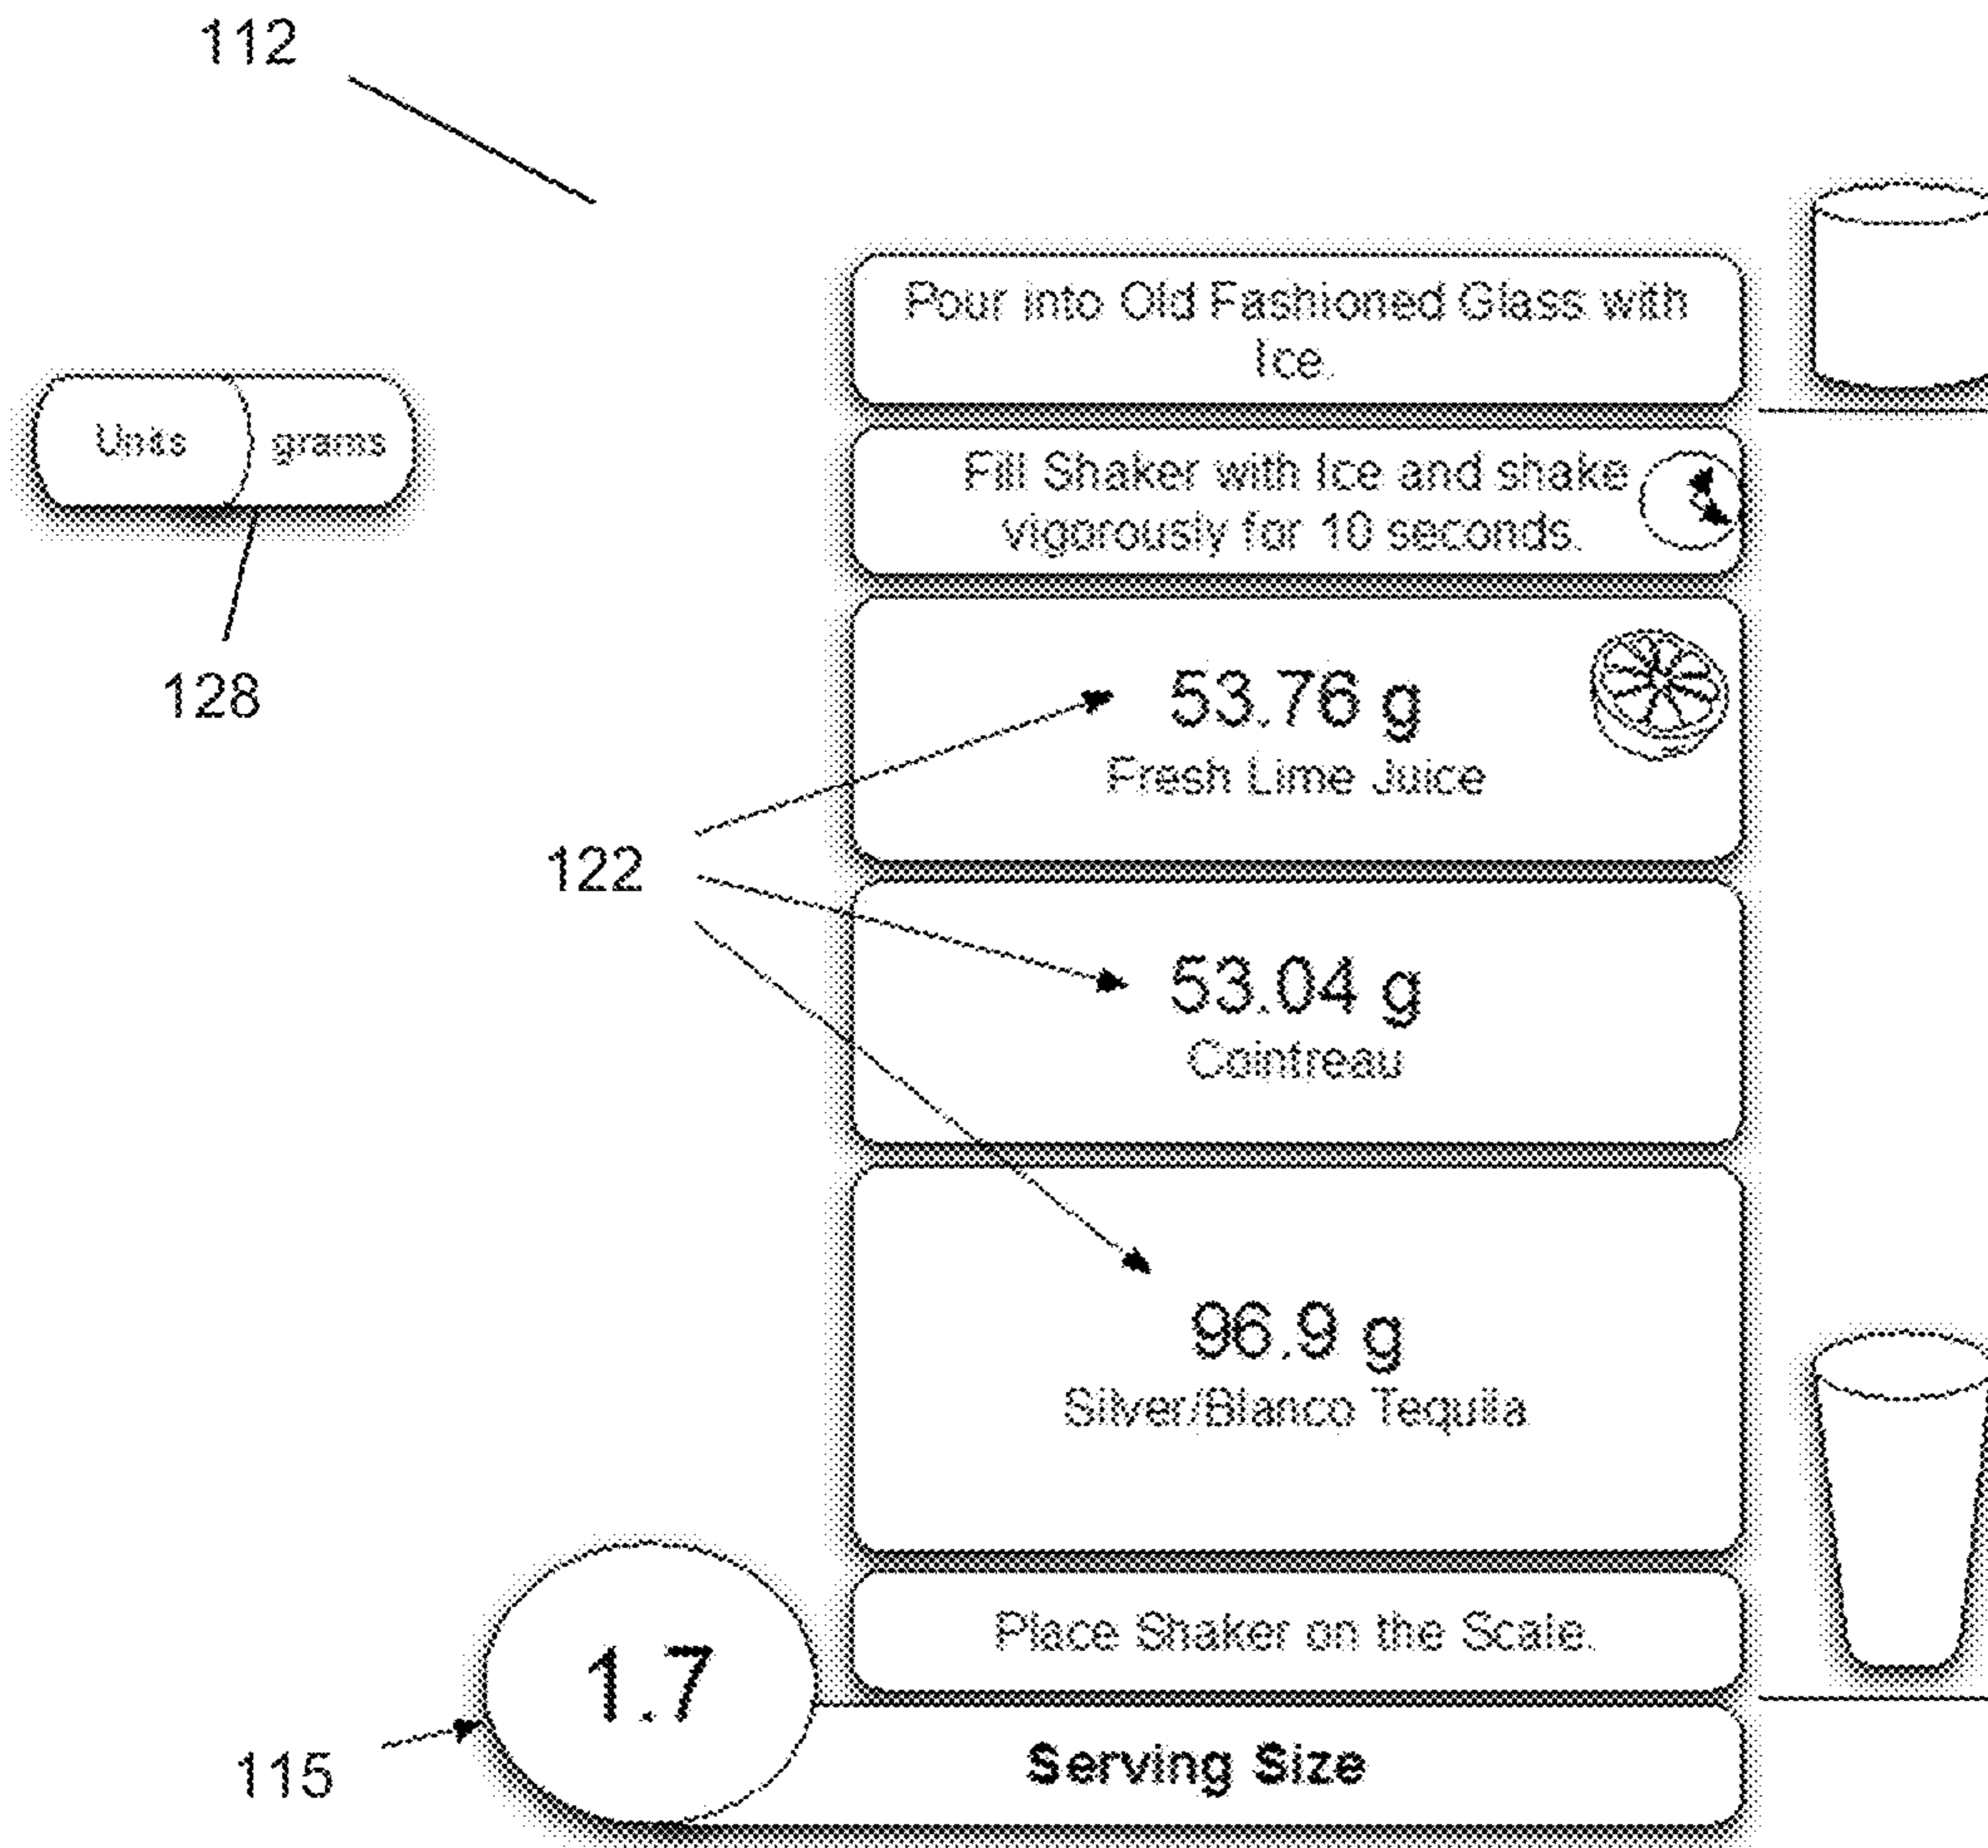 112
Pour into Old Fashioned Glass with
Ice.
Units grams
Fill Shaker with Ice and shake
vigorously for 10 seconds.
128
53.76 g
Fresh Lime Juice
122
53.04 g
Cointreau
96.9 g
Silver/Blanco Tequila
Place Shaker on the Scale.
1.7
115
Serving Size